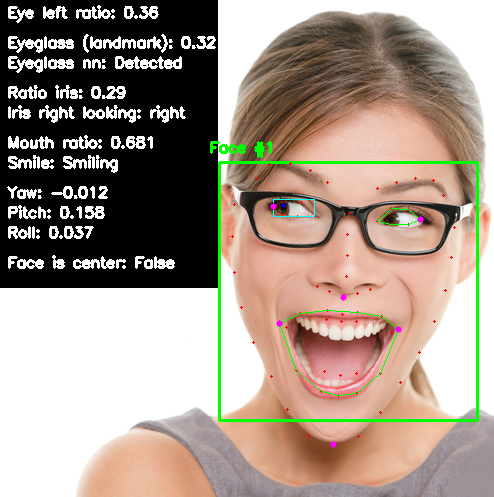 Eye left ratio: 0.36
Eyeglass (landmark): 0.32
Eyeglass nn: Detected
Ratio iris: 0.29
Iris right looking: right
Mouth ratio: 0.681
Smile: Smiling
Yaw: -0.012
Pitch: 0.158
Roll: 0.037
Face is center: False
Face #1